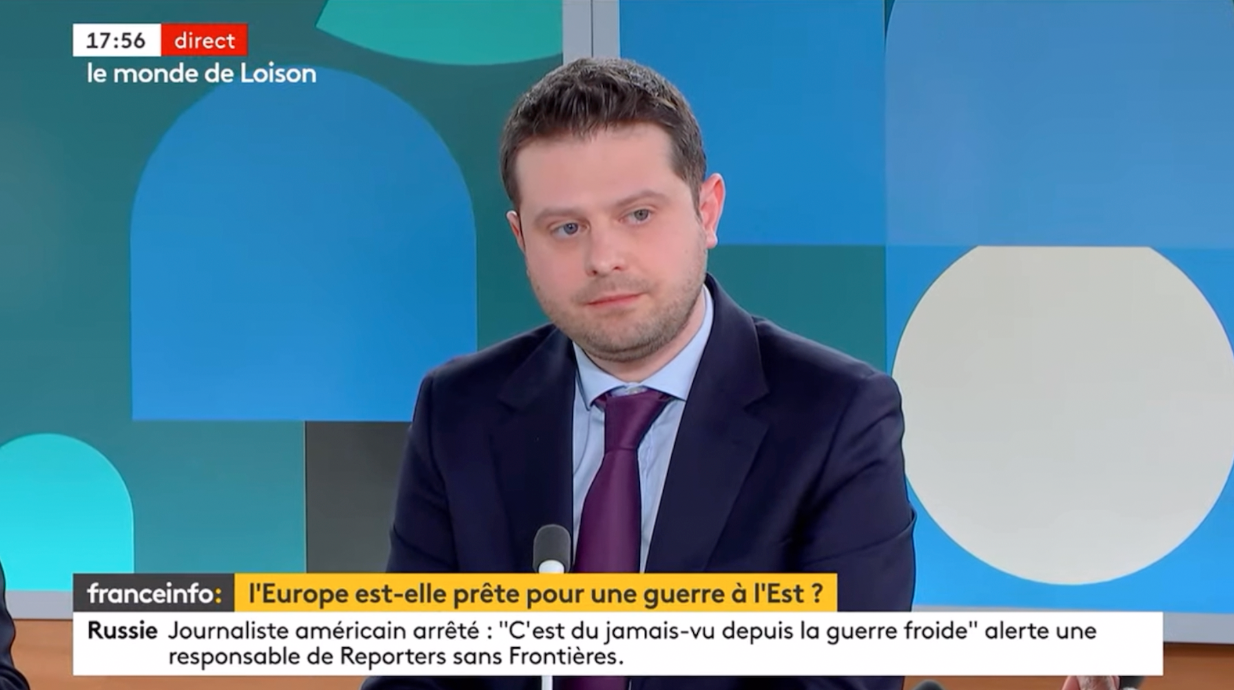 17:56 direct
le monde de Loison
franceinfo: l'Europe est-elle prête pour une guerre à l'Est ?
Russie Journaliste américain arrêté : "C'est du jamais-vu depuis la guerre froide" alerte une
responsable de Reporters sans Frontières.